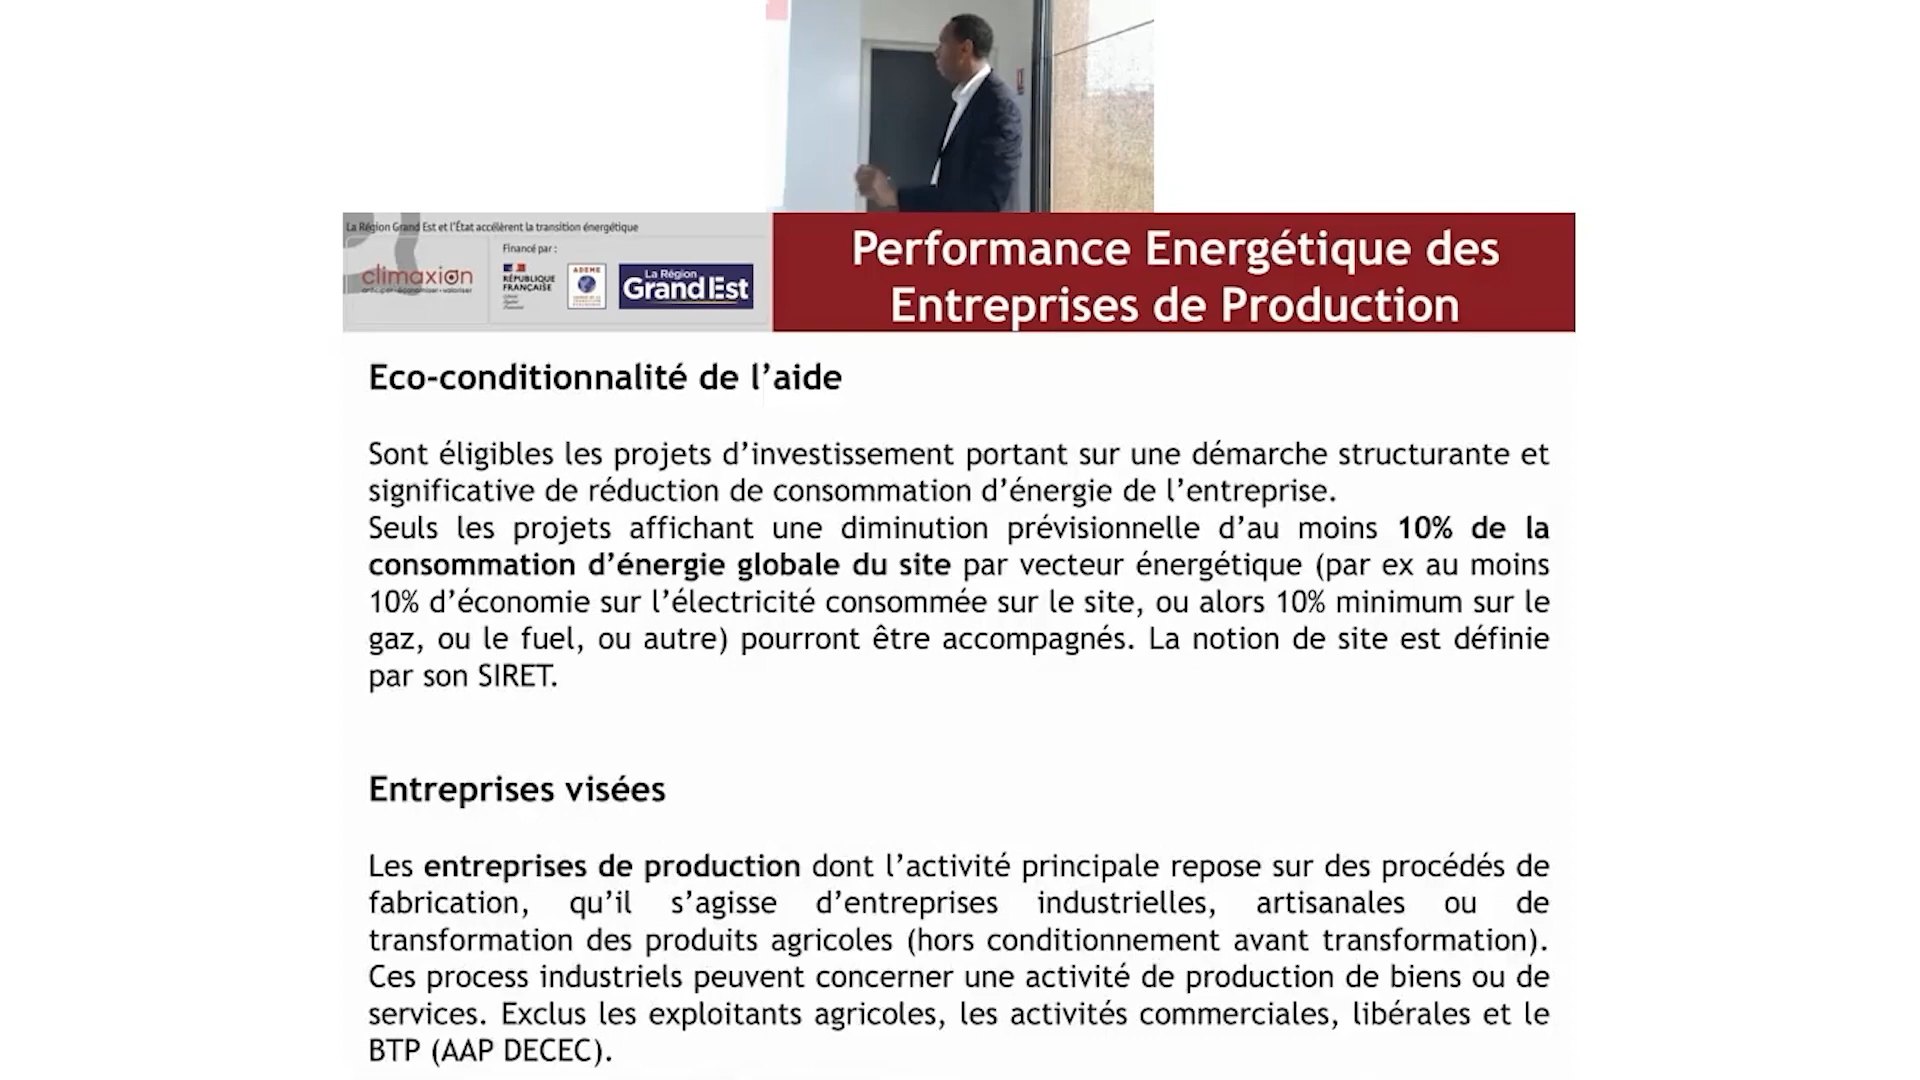 La Région Grand Est et l'État accélèrent la transition énergétique
Financé par :
climaxion
anticiper • économiser • valoriser
RÉPUBLIQUE
FRANÇAISE
Liberté
Égalité
Fraternité
ADEME
La Région
Grand Est
Performance Energétique des
Entreprises de Production
Eco-conditionnalité de l’aide
Sont éligibles les projets d’investissement portant sur une démarche structurante et
significative de réduction de consommation d’énergie de l’entreprise.
Seuls les projets affichant une diminution prévisionnelle d’au moins 10% de la
consommation d’énergie globale du site par vecteur énergétique (par ex au moins
10% d’économie sur l’électricité consommée sur le site, ou alors 10% minimum sur le
gaz, ou le fuel, ou autre) pourront être accompagnés. La notion de site est définie
par son SIRET.
Entreprises visées
Les entreprises de production dont l’activité principale repose sur des procédés de
fabrication, qu’il s’agisse d’entreprises industrielles, artisanales ou de
transformation des produits agricoles (hors conditionnement avant transformation).
Ces process industriels peuvent concerner une activité de production de biens ou de
services. Exclus les exploitants agricoles, les activités commerciales, libérales et le
BTP (AAP DECEC).